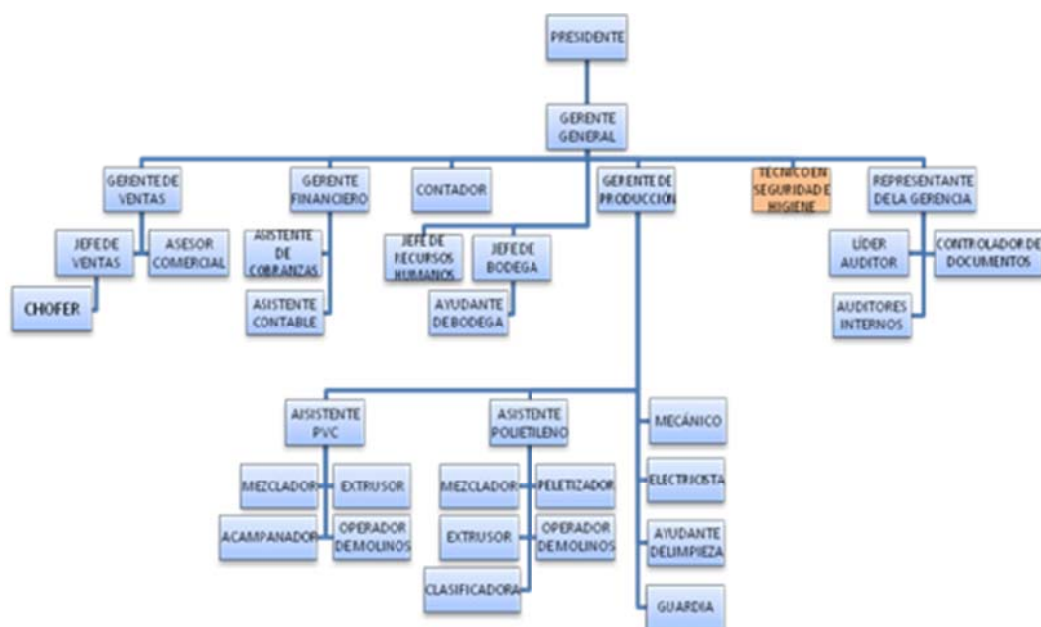 PRESIDENTE
GERENTE
GENERAL
GERENTE DE
VENTAS
GERENTE
FINANCIERO
CONTADOR
GERENTE DE
PRODUCCIÓN
TÉCNICO EN
SEGURIDAD E
HIGIENE
REPRESENTANTE
DE LA GERENCIA
JEFE DE
VENTAS
ASESOR
COMERCIAL
ASISTENTE
DE
COBRANZAS
JEFE DE
RECURSOS
HUMANOS
JEFE DE
BODEGA
LÍDER
AUDITOR
CONTROLADOR DE
DOCUMENTOS
CHOFER
ASISTENTE
CONTABLE
AYUDANTE
DE BODEGA
AUDITORES
INTERNOS
AISISTENTE
PVC
ASISTENTE
POLIETILENO
MECÁNICO
MEZCLADOR
EXTRUSOR
MEZCLADOR
PELETIZADOR
ELECTRICISTA
ACAMPANADOR
OPERADOR
DE MOLINOS
EXTRUSOR
OPERADOR
DE MOLINOS
AYUDANTE
DE LIMPIEZA
CLASIFICADORA
GUARDIA